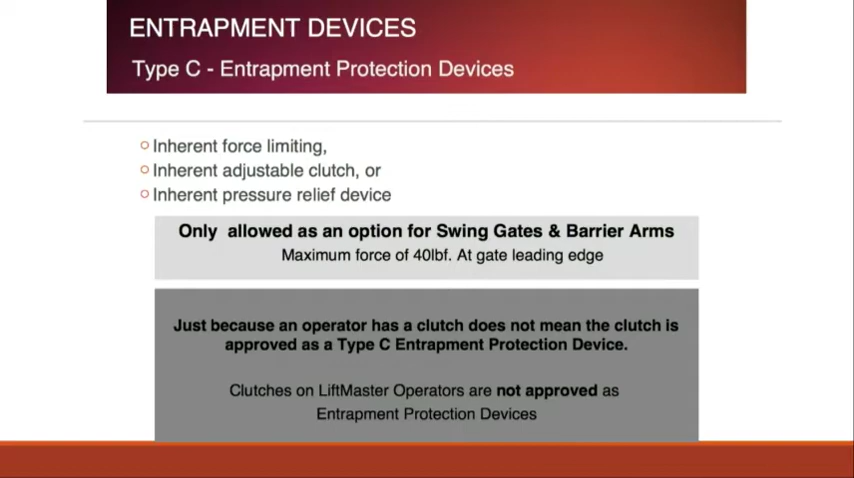 ENTRAPMENT DEVICES
Type C - Entrapment Protection Devices
Inherent force limiting,
Inherent adjustable clutch, or
Inherent pressure relief device
Only allowed as an option for Swing Gates & Barrier Arms
Maximum force of 40lbf. At gate leading edge
Just because an operator has a clutch does not mean the clutch is
approved as a Type C Entrapment Protection Device.
Clutches on LiftMaster Operators are not approved as
Entrapment Protection Devices